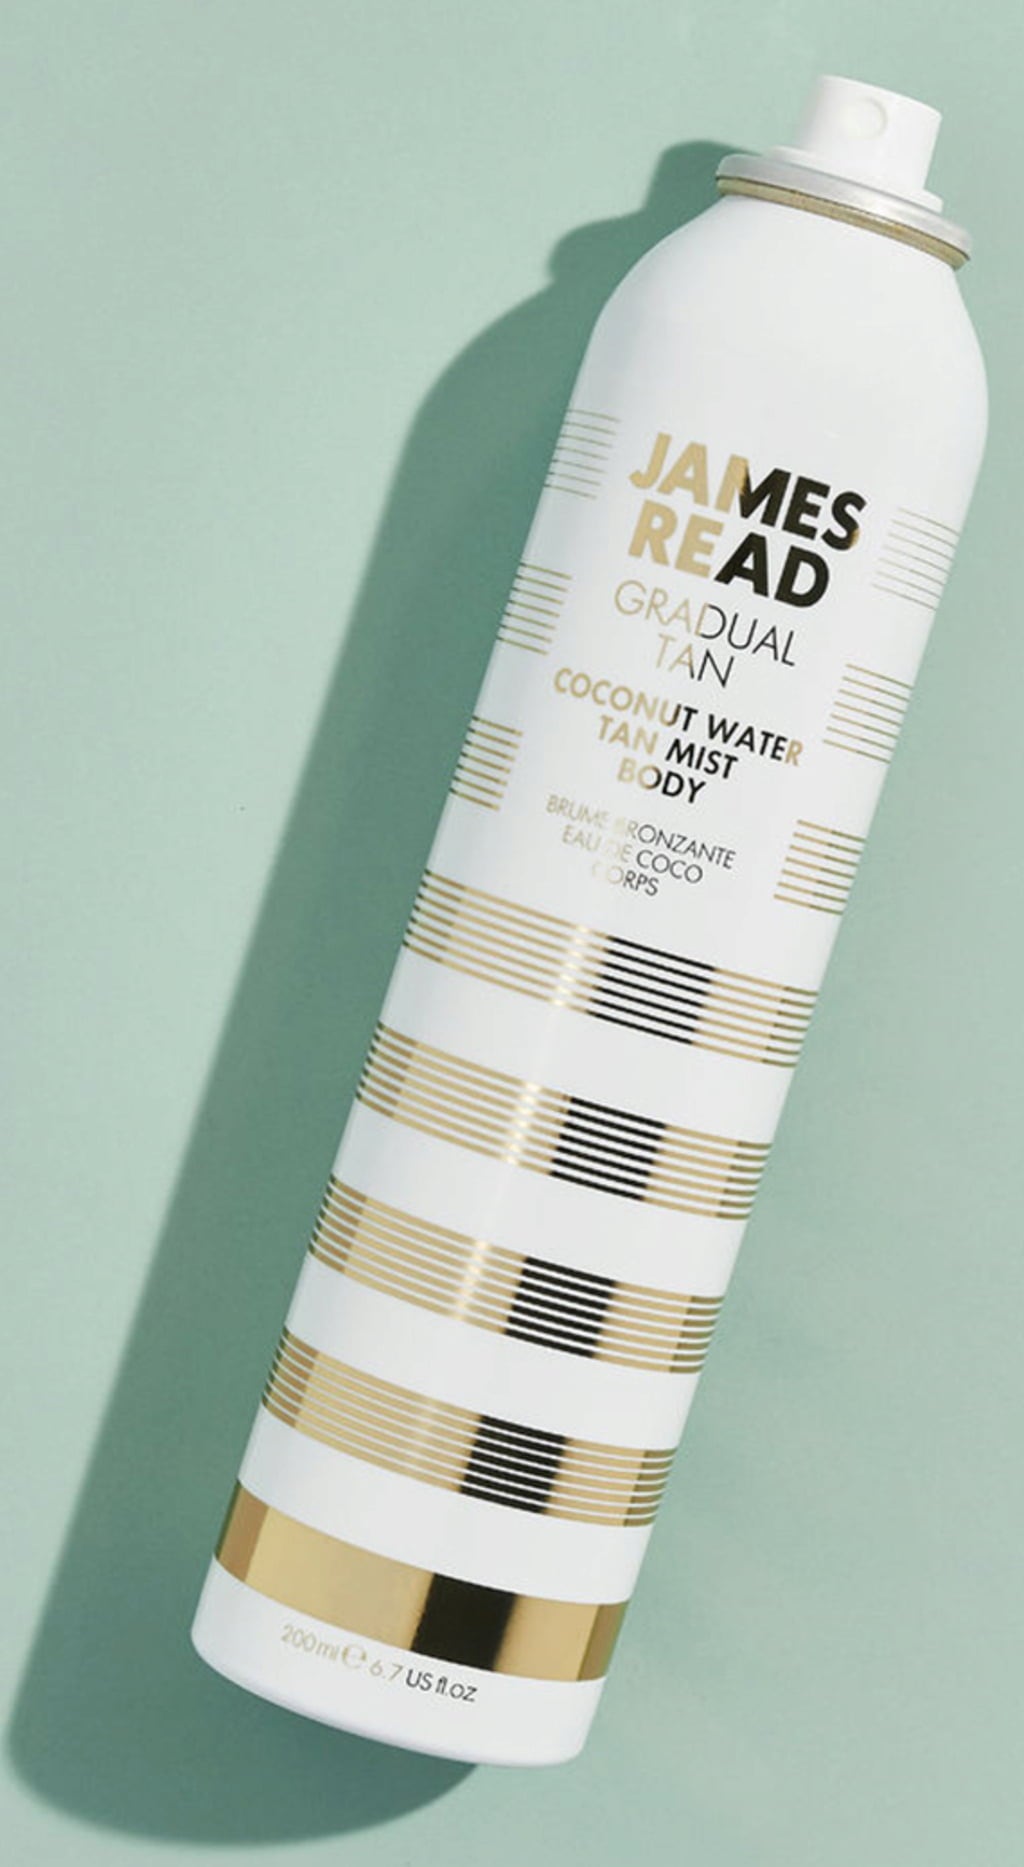 JAMES
READ
GRADUAL
TAN
COCONUT WATER
TAN MIST
BODY
BRUME BRONZANTE
EAU DE COCO
CORPS
200ml ℮ 6.7 US fl.oz